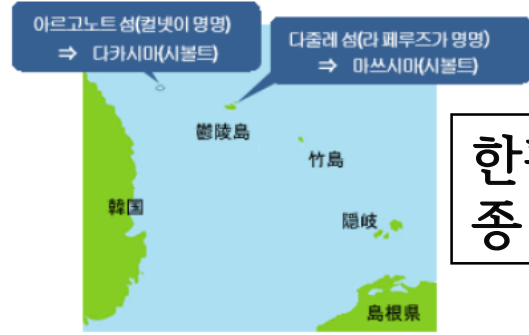 아르고노트 섬(컬넷이 명명)
⇒ 다카시마(시볼트)
다줄레 섬(라 페루즈가 명명)
⇒ 마쓰시마(시볼트)
鬱陵島
竹島
韓国
隠岐
島根県
종